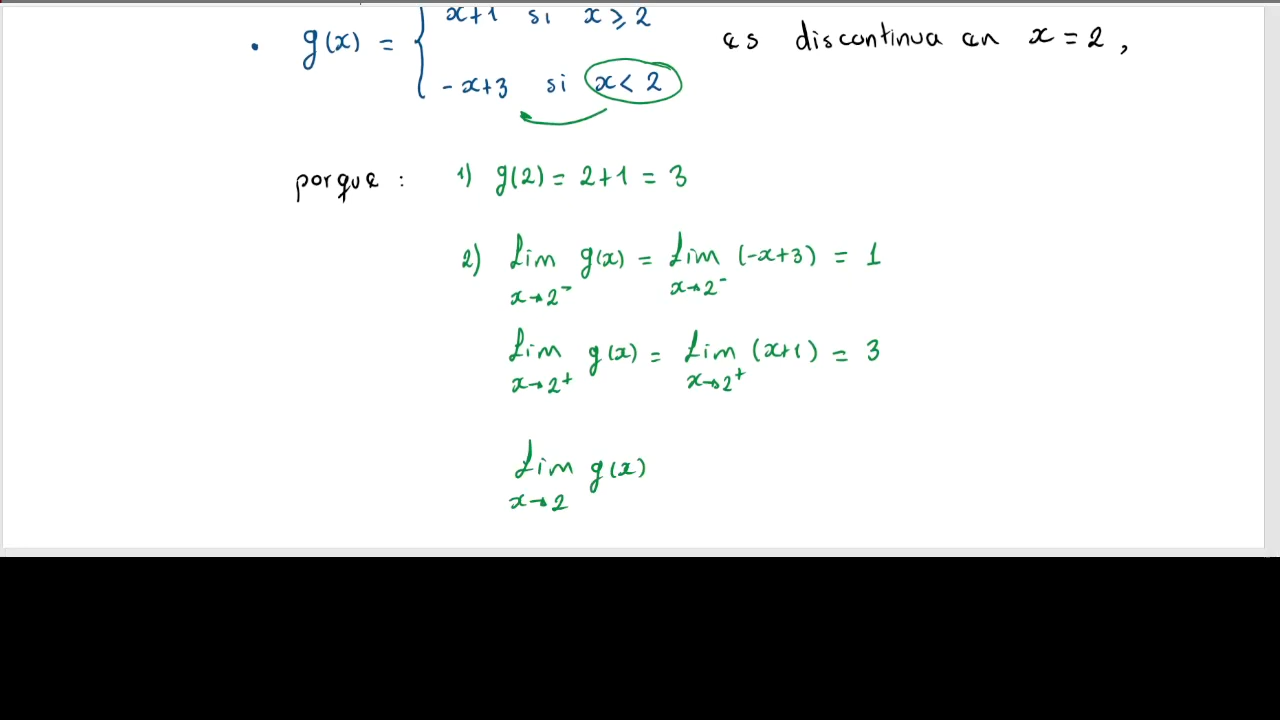 x+1 si x ≥ 2
• g(x) = { es discontinua en x = 2 ,
-x+3 si x < 2
porque : 1) g(2) = 2+1 = 3
2) lim g(x) = lim (-x+3) = 1
x→2⁻ x→2⁻
lim g(x) = lim (x+1) = 3
x→2⁺ x→2⁺
lim g(x)
x→2